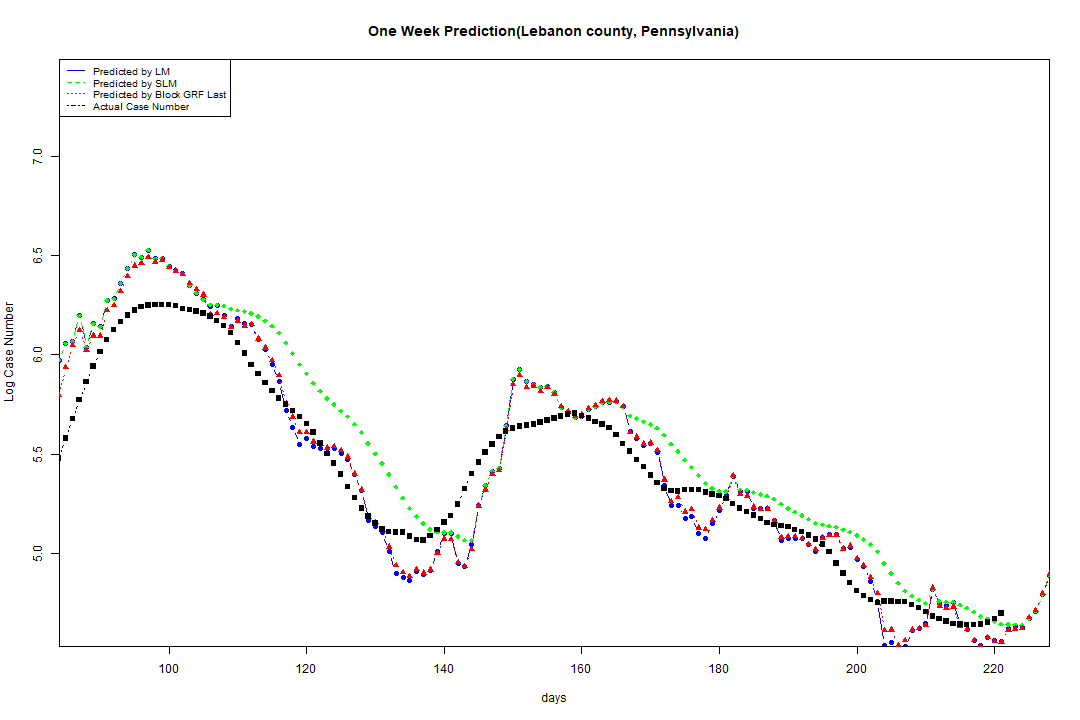 One Week Prediction(Lebanon county, Pennsylvania)
Predicted by LM
Predicted by SLM
Predicted by Block GRF Last
Actual Case Number
7.0
6.5
6.0
5.5
5.0
Log Case Number
100 120 140 160 180 200 220
days